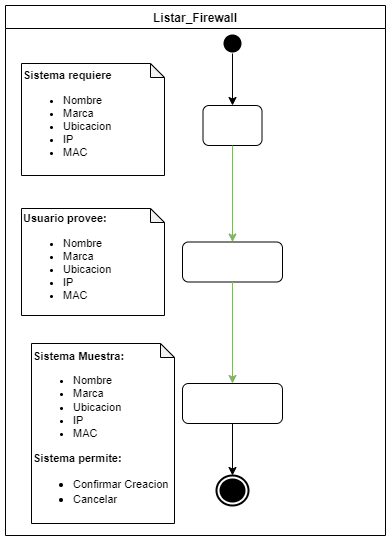 Listar_Firewall
Sistema requiere
Nombre
Marca
Ubicacion
IP
MAC
Usuario provee:
Nombre
Marca
Ubicacion
IP
MAC
Sistema Muestra:
Nombre
Marca
Ubicacion
IP
MAC
Sistema permite:
Confirmar Creacion
Cancelar